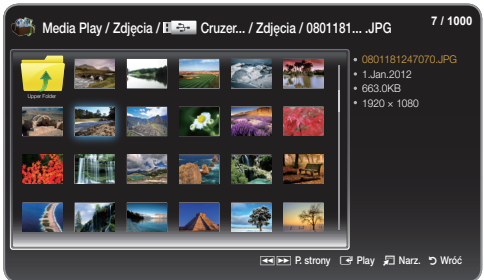 Media Play / Zdjęcia / Cruzer... / Zdjęcia / 0801181... .JPG
7 / 1000
Upper Folder
• 0801181247070.JPG
• 1.Jan.2012
• 663.0KB
• 1920 × 1080
P. strony Play Narz. Wróć